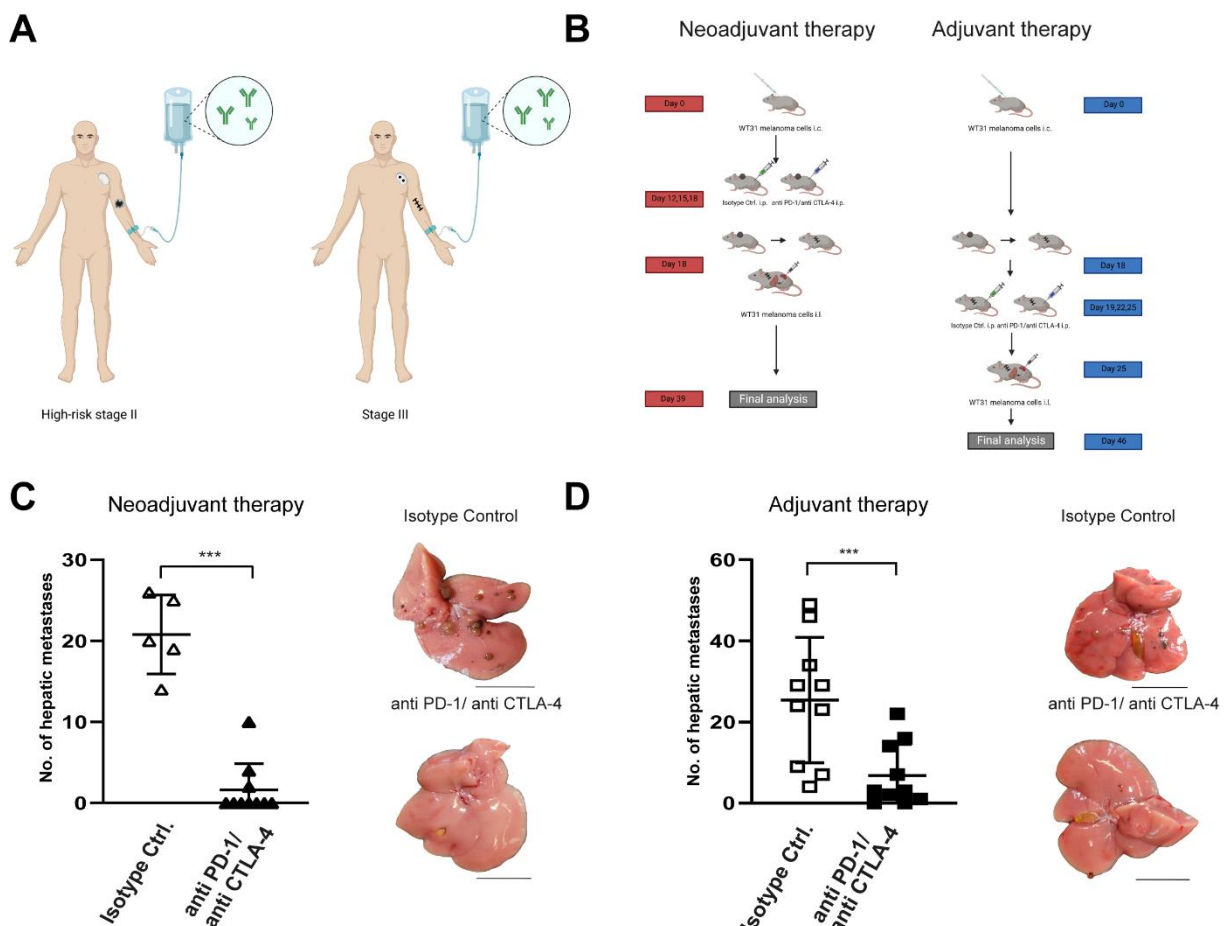 A
High-risk stage II
Stage III
B
Neoadjuvant therapy
Adjuvant therapy
Day 0
WT31 melanoma cells i.c.
Day 12,15,18
Isotype Ctrl. i.p. anti PD-1/anti CTLA-4 i.p.
Day 18
WT31 melanoma cells i.l.
Day 39
Final analysis
Day 0
WT31 melanoma cells i.c.
Day 18
Day 19,22,25
Isotype Ctrl. i.p. anti PD-1/anti CTLA-4 i.p.
Day 25
WT31 melanoma cells i.l.
Final analysis
Day 46
C
Neoadjuvant therapy
No. of hepatic metastases
30
20
10
0
***
Isotype Ctrl.
anti PD-1/
anti CTLA-4
Isotype Control
anti PD-1/ anti CTLA-4
D
Adjuvant therapy
No. of hepatic metastases
60
40
20
0
***
Isotype Ctrl.
anti PD-1/
anti CTLA-4
Isotype Control
anti PD-1/ anti CTLA-4